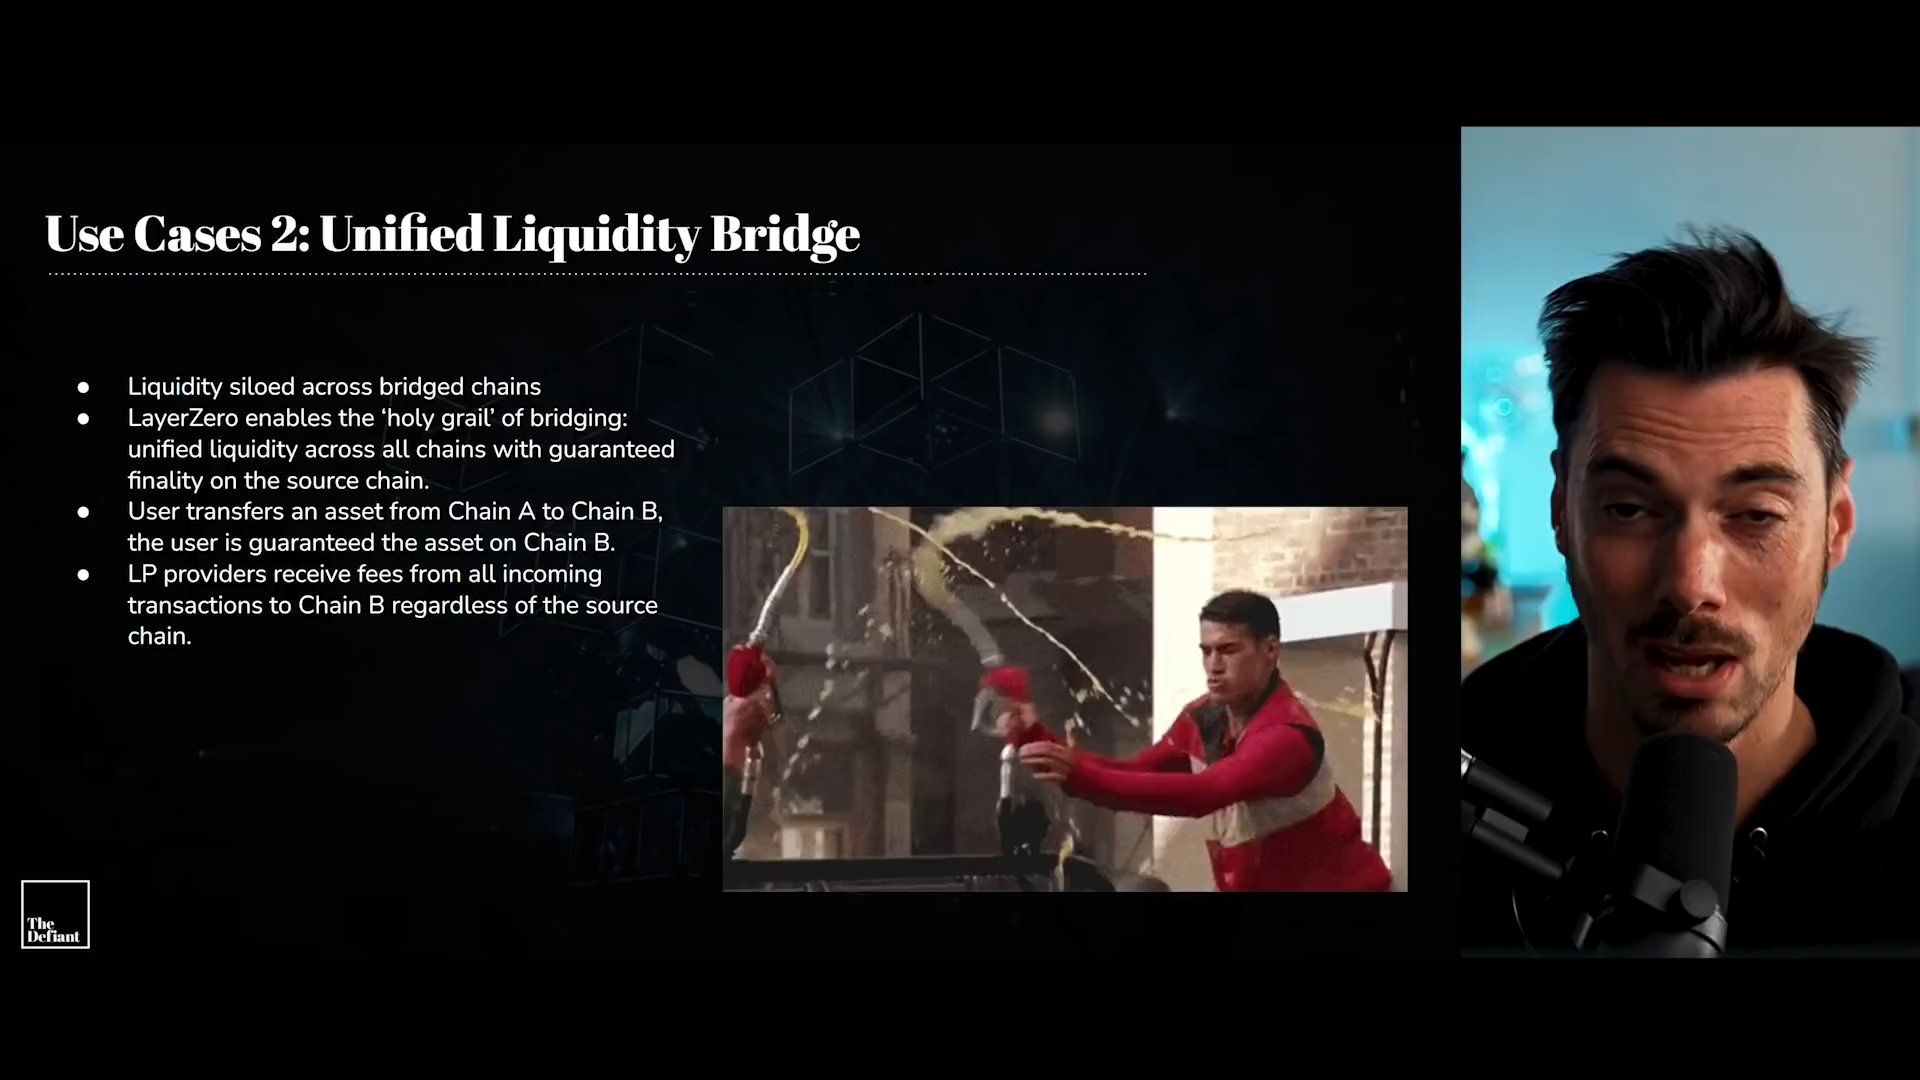 Use Cases 2: Unified Liquidity Bridge
● Liquidity siloed across bridged chains
● LayerZero enables the ‘holy grail’ of bridging:
unified liquidity across all chains with guaranteed
finality on the source chain.
● User transfers an asset from Chain A to Chain B,
the user is guaranteed the asset on Chain B.
● LP providers receive fees from all incoming
transactions to Chain B regardless of the source
chain.
The
Defiant